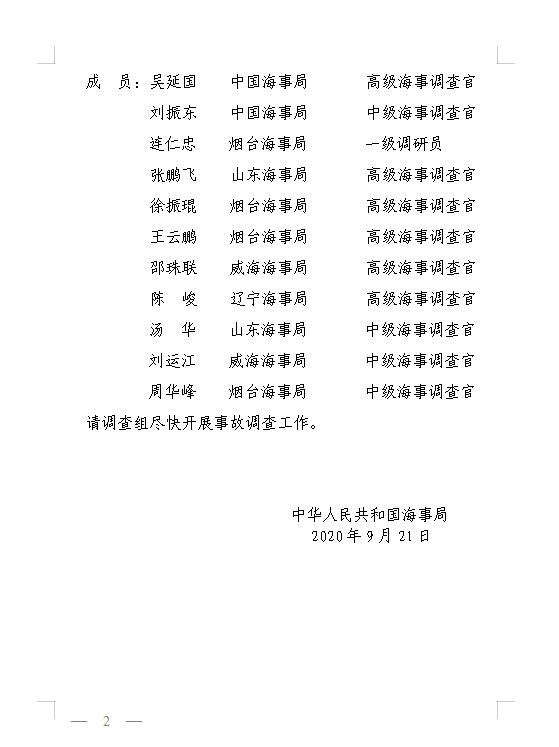 成　员：吴延国　中国海事局　高级海事调查官
刘振东　中国海事局　中级海事调查官
连仁忠　烟台海事局　一级调研员
张鹏飞　山东海事局　高级海事调查官
徐振琨　烟台海事局　高级海事调查官
王云鹏　烟台海事局　高级海事调查官
邵珠联　威海海事局　高级海事调查官
陈　峻　辽宁海事局　高级海事调查官
汤　华　山东海事局　中级海事调查官
刘运江　威海海事局　中级海事调查官
周华峰　烟台海事局　中级海事调查官
请调查组尽快开展事故调查工作。
中华人民共和国海事局
2020 年 9 月 21 日
— 2 —